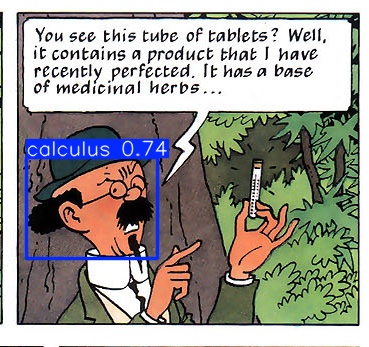 You see this tube of tablets? Well,
it contains a product that I have
recently perfected. It has a base
of medicinal herbs...
calculus 0.74